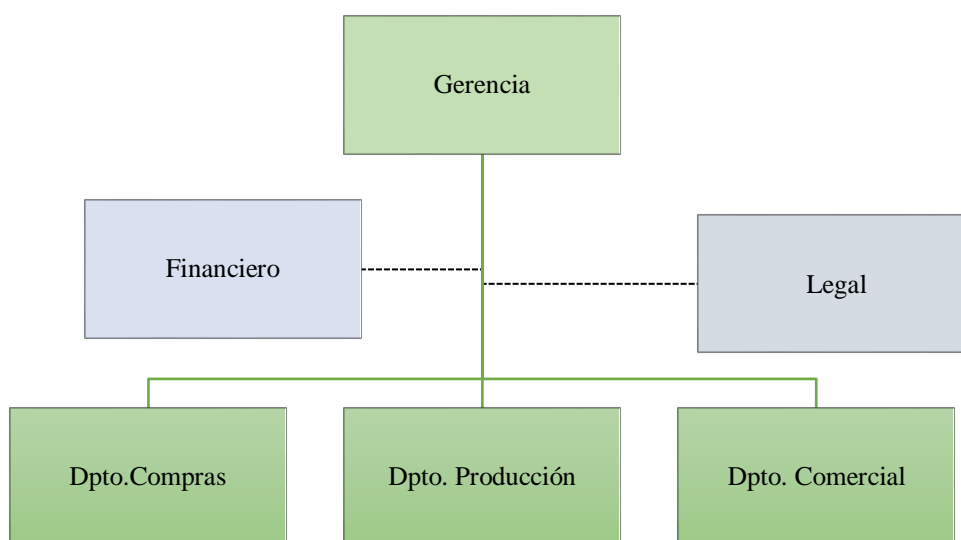 Gerencia
Financiero
Legal
Dpto.Compras
Dpto. Producción
Dpto. Comercial